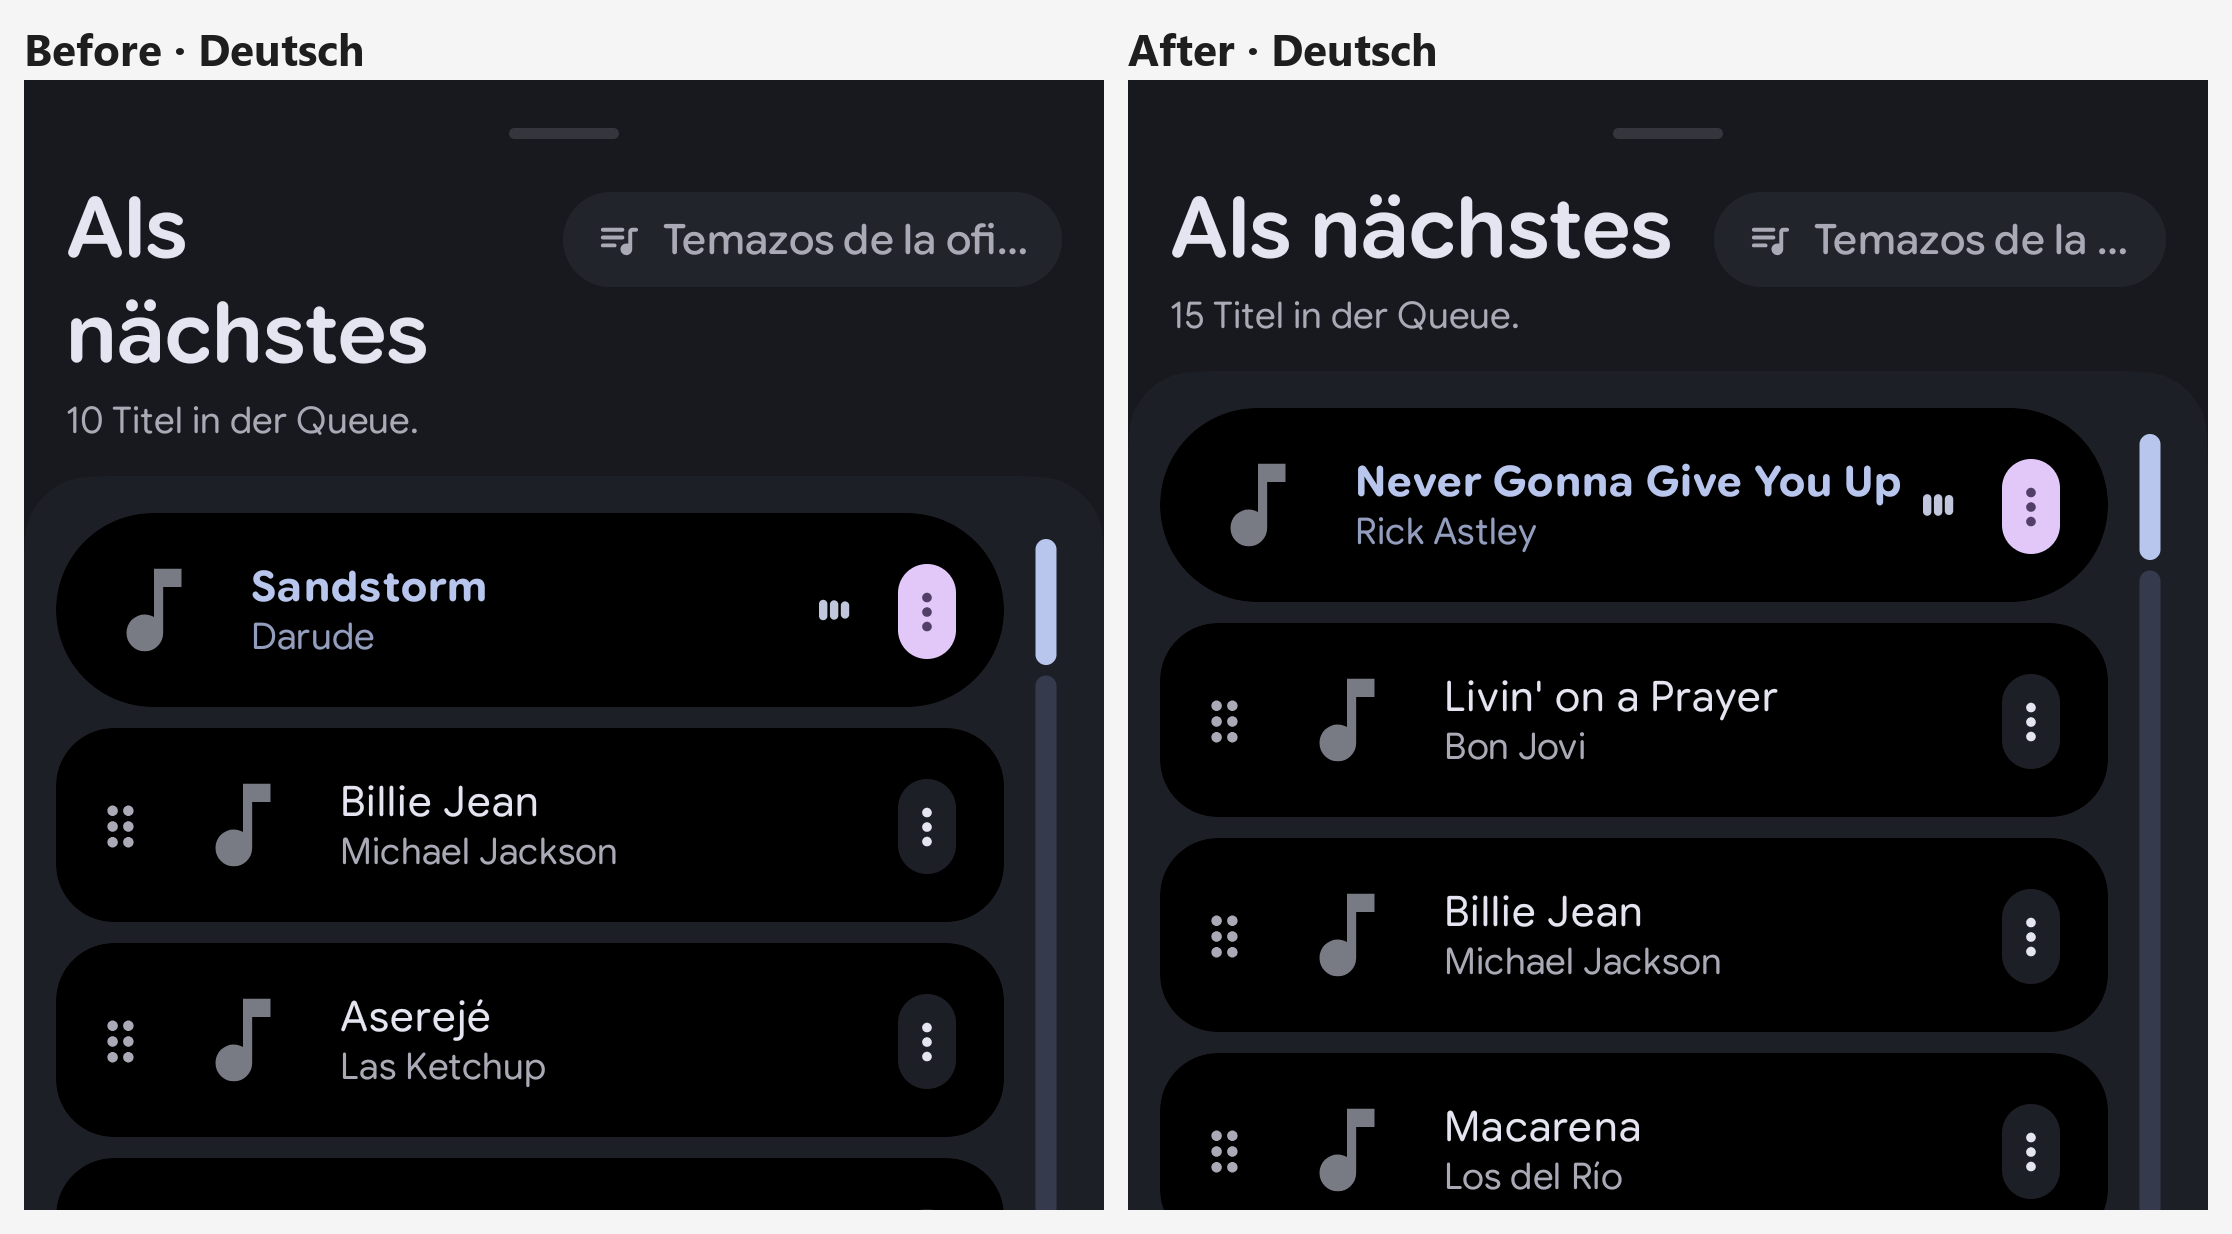 Before · Deutsch
Als
nächstes
Temazos de la ofi...
10 Titel in der Queue.
Sandstorm
Darude
Billie Jean
Michael Jackson
Aserejé
Las Ketchup
After · Deutsch
Als nächstes
Temazos de la ...
15 Titel in der Queue.
Never Gonna Give You Up
Rick Astley
Livin' on a Prayer
Bon Jovi
Billie Jean
Michael Jackson
Macarena
Los del Río